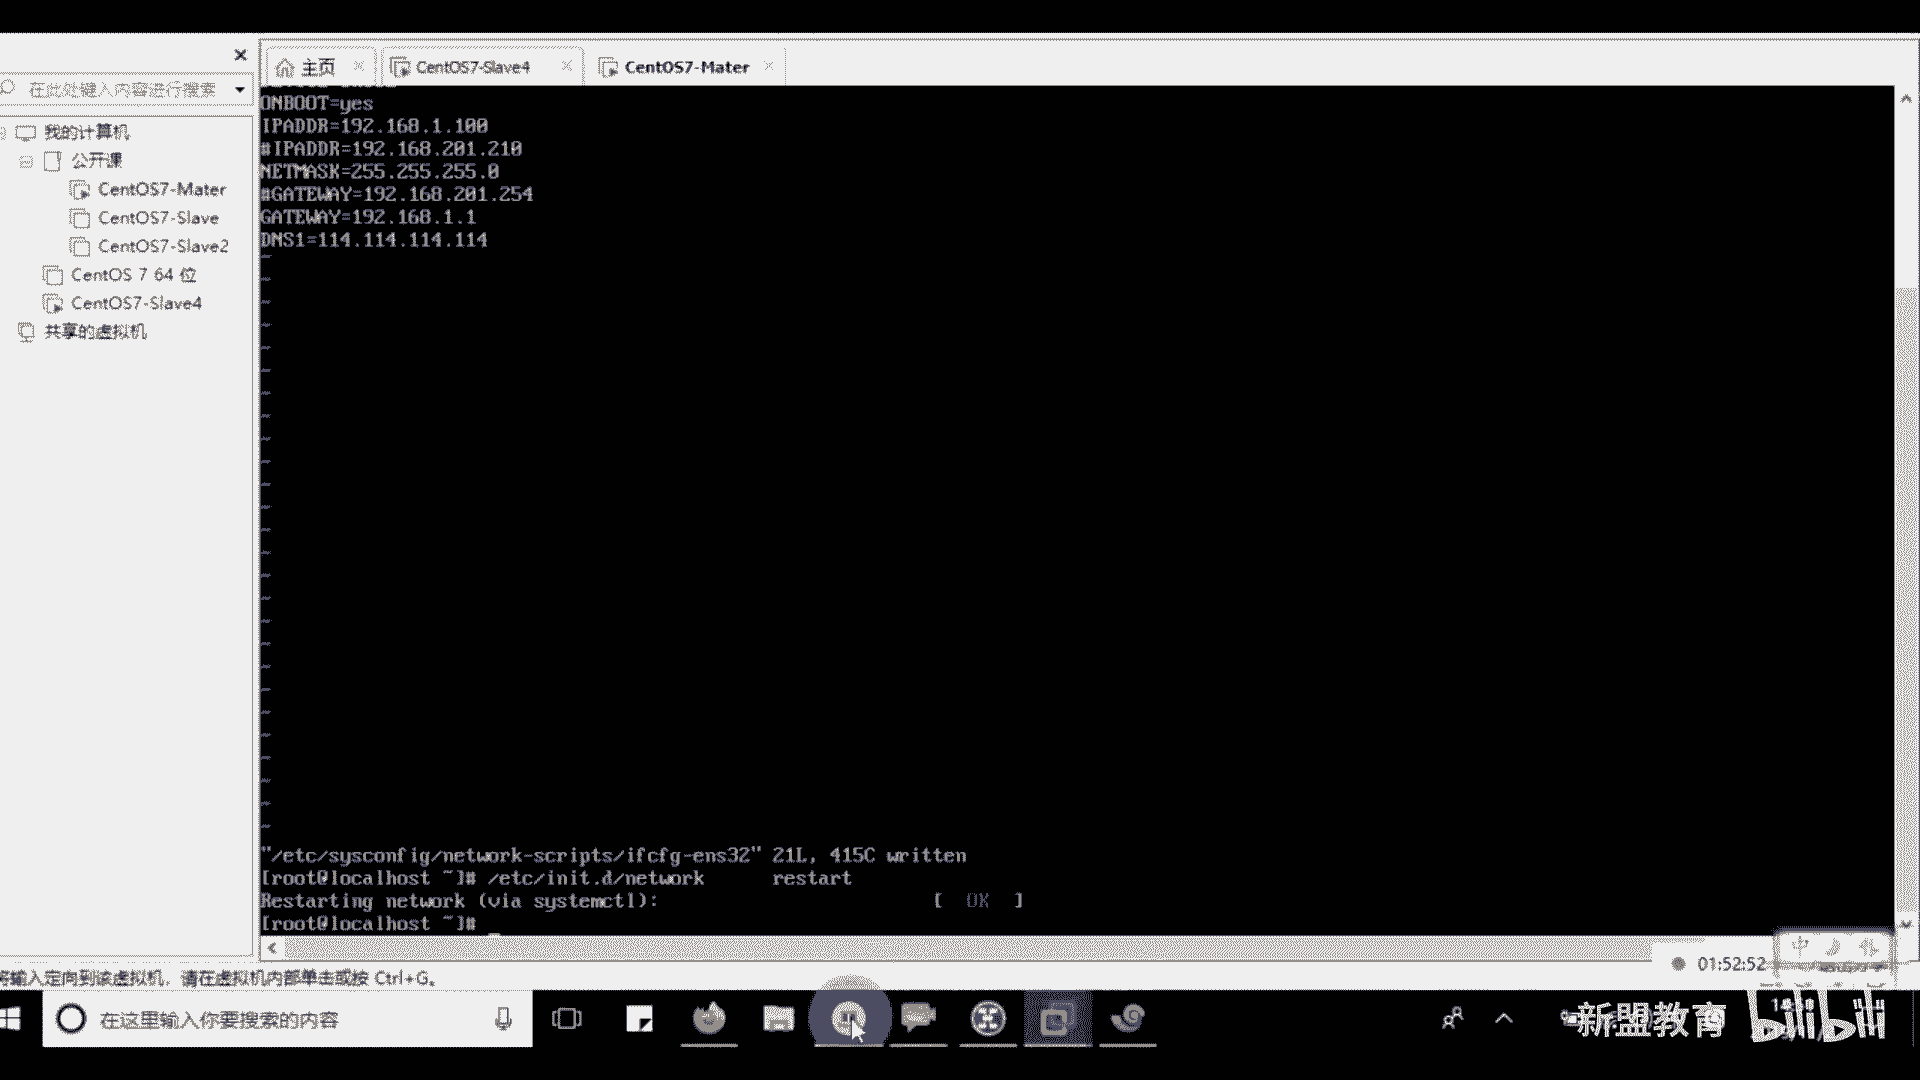 主页
CentOS7-Slave4
CentOS7-Mater
在此处键入内容进行搜索
我的计算机
公开课
CentOS7-Mater
CentOS7-Slave
CentOS7-Slave2
CentOS 7 64 位
CentOS7-Slave4
共享的虚拟机
ONBOOT=yes
IPADDR=192.168.1.100
#IPADDR=192.168.201.210
NETMASK=255.255.255.0
#GATEWAY=192.168.201.254
GATEWAY=192.168.1.1
DNS1=114.114.114.114
"/etc/sysconfig/network-scripts/ifcfg-ens32" 21L, 415C written
[root@localhost ~]# /etc/init.d/network restart
Restarting network (via systemctl): [ OK ]
[root@localhost ~]#
中
01:52:52
将输入定向到该虚拟机，请在虚拟机内部单击或按 Ctrl+G。
在这里输入你要搜索的内容
新盟教育
bilibili